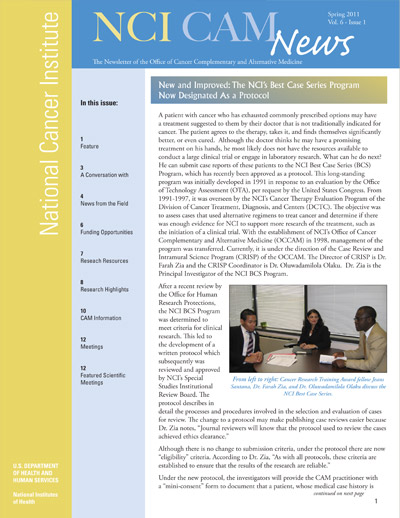 National Cancer Institute
NCI CAM
News
Spring 2011
Vol. 6 - Issue 1
The Newsletter of the Office of Cancer Complementary and Alternative Medicine
In this issue:
1
Feature
3
A Conversation with
4
News from the Field
6
Funding Opportunities
7
Reseach Resources
8
Research Highlights
10
CAM Information
12
Meetings
12
Featured Scientific
Meetings
U.S. DEPARTMENT
OF HEALTH AND
HUMAN SERVICES
National Institutes
of Health
New and Improved: The NCI's Best Case Series Program
Now Designated As a Protocol
A patient with cancer who has exhausted commonly prescribed options may have
a treatment suggested to them by their doctor that is not traditionally indicated for
cancer. The patient agrees to the therapy, takes it, and finds themselves significantly
better, or even cured. Although the doctor thinks he may have a promising
treatment on his hands, he most likely does not have the resources available to
conduct a large clinical trial or engage in laboratory research. What can he do next?
He can submit case reports of these patients to the NCI Best Case Series (BCS)
Program, which has recently been approved as a protocol. This long-standing
program was initially developed in 1991 in response to an evaluation by the Office
of Technology Assessment (OTA), per request by the United States Congress. From
1991-1997, it was overseen by the NCI's Cancer Therapy Evaluation Program of the
Division of Cancer Treatment, Diagnosis, and Centers (DCTC). The objective was
to assess cases that used alternative regimens to treat cancer and determine if there
was enough evidence for NCI to support more research of the treatment, such as
the initiation of a clinical trial. With the establishment of NCI's Office of Cancer
Complementary and Alternative Medicine (OCCAM) in 1998, management of the
program was transferred. Currently, it is under the direction of the Case Review and
Intramural Science Program (CRISP) of the OCCAM. The Director of CRISP is Dr.
Farah Zia and the CRISP Coordinator is Dr. Oluwadamilola Olaku. Dr. Zia is the
Principal Investigator of the NCI BCS Program.
After a recent review by
the Office for Human
Research Protections,
the NCI BCS Program
was determined to
meet criteria for clinical
research. This led to
the development of a
written protocol which
subsequently was
reviewed and approved
by NCI's Special
Studies Institutional
Review Board. The
protocol describes in
detail the processes and procedures involved in the selection and evaluation of cases
for review. The change to a protocol may make publishing case reviews easier because
Dr. Zia notes, "Journal reviewers will know that the protocol used to review the cases
achieved ethics clearance."
From left to right: Cancer Research Training Award fellow Jesus
Santana, Dr. Farah Zia, and Dr. Oluwadamilola Olaku discuss the
NCI Best Case Series.
Although there is no change to submission criteria, under the protocol there are now
"eligibility" criteria. According to Dr. Zia, "As with all protocols, these criteria are
established to ensure that the results of the research are reliable."
Under the new protocol, the investigators will provide the CAM practitioner with
a "mini-consent" form to document that a patient, whose medical case history is
continued on next page
1